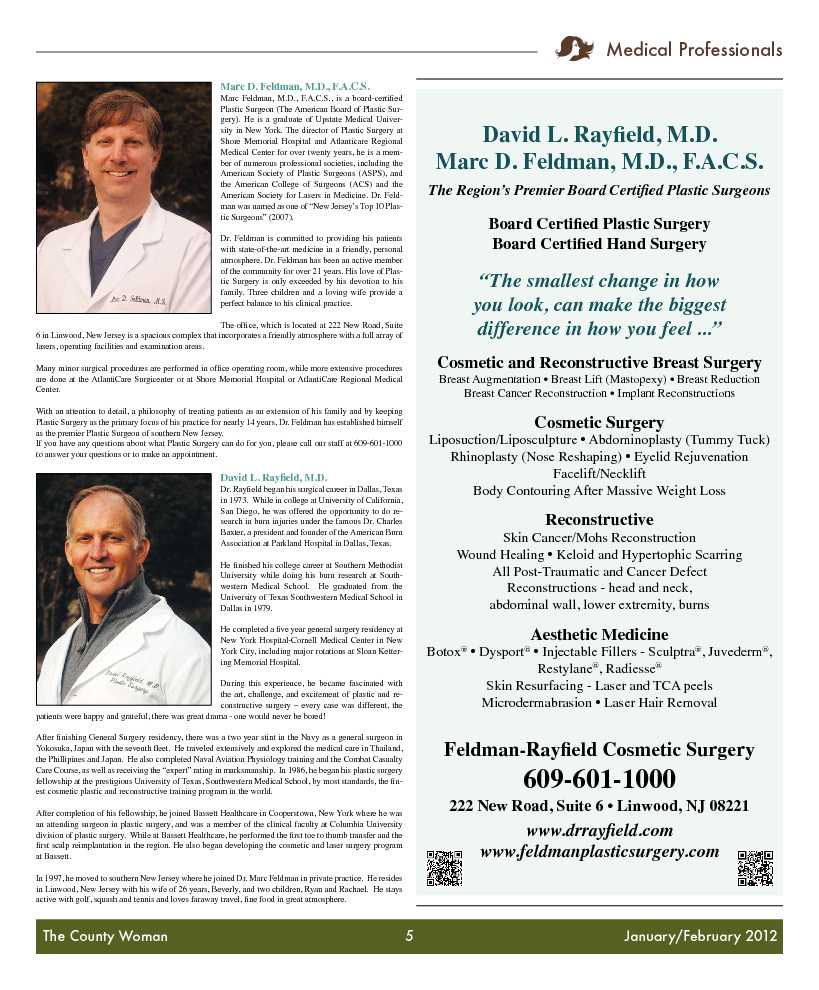 Medical Professionals
Marc D. Feldman, M.D., F.A.C.S.
Marc Feldman, M.D., F.A.C.S., is a board-certified
Plastic Surgeon (The American Board of Plastic Sur-
gery). He is a graduate of Upstate Medical Univer-
sity in New York. The director of Plastic Surgery at
Shore Memorial Hospital and Atlanticare Regional
Medical Center for over twenty years, he is a mem-
ber of numerous professional societies, including the
American Society of Plastic Surgeons (ASPS), and
the American College of Surgeons (ACS) and the
American Society for Lasers in Medicine. Dr. Feld-
man was named as one of “New Jersey’s Top 10 Plas-
tic Surgeons” (2007).
Dr. Feldman is committed to providing his patients
with state-of-the-art medicine in a friendly, personal
atmosphere. Dr. Feldman has been an active member
of the community for over 21 years. His love of Plas-
tic Surgery is only exceeded by his devotion to his
family. Three children and a loving wife provide a
perfect balance to his clinical practice.
The office, which is located at 222 New Road, Suite
6 in Linwood, New Jersey is a spacious complex that incorporates a friendly atmosphere with a full array of
lasers, operating facilities and examination areas.
Many minor surgical procedures are performed in office operating room, while more extensive procedures
are done at the AtlantiCare Surgicenter or at Shore Memorial Hospital or AtlantiCare Regional Medical
Center.
With an attention to detail, a philosophy of treating patients as an extension of his family and by keeping
Plastic Surgery as the primary focus of his practice for nearly 14 years, Dr. Feldman has established himself
as the premier Plastic Surgeon of southern New Jersey.
If you have any questions about what Plastic Surgery can do for you, please call our staff at 609-601-1000
to answer your questions or to make an appointment.
D. Feldman, M.D.
David L. Rayfield, M.D.
Dr. Rayfield began his surgical career in Dallas, Texas
in 1973. While in college at University of California,
San Diego, he was offered the opportunity to do re-
search in burn injuries under the famous Dr. Charles
Baxter, a president and founder of the American Burn
Association at Parkland Hospital in Dallas, Texas.
He finished his college career at Southern Methodist
University while doing his burn research at South-
western Medical School. He graduated from the
University of Texas Southwestern Medical School in
Dallas in 1979.
He completed a five year general surgery residency at
New York Hospital-Cornell Medical Center in New
York City, including major rotations at Sloan Ketter-
ing Memorial Hospital.
During this experience, he became fascinated with
the art, challenge, and excitement of plastic and re-
constructive surgery – every case was different, the
patients were happy and grateful, there was great drama - one would never be bored!
David Rayfield, M.D.
Plastic Surgery
After finishing General Surgery residency, there was a two year stint in the Navy as a general surgeon in
Yokosuka, Japan with the seventh fleet. He traveled extensively and explored the medical care in Thailand,
the Phillipines and Japan. He also completed Naval Aviation Physiology training and the Combat Casualty
Care Course, as well as receiving the “expert” rating in marksmanship. In 1986, he began his plastic surgery
fellowship at the prestigious University of Texas, Southwestern Medical School, by most standards, the fin-
est cosmetic plastic and reconstructive training program in the world.
After completion of his fellowship, he joined Bassett Healthcare in Cooperstown, New York where he was
an attending surgeon in plastic surgery, and was a member of the clinical faculty at Columbia University
division of plastic surgery. While at Bassett Healthcare, he performed the first toe to thumb transfer and the
first scalp reimplantation in the region. He also began developing the cosmetic and laser surgery program
at Bassett.
In 1997, he moved to southern New Jersey where he joined Dr. Marc Feldman in private practice. He resides
in Linwood, New Jersey with his wife of 26 years, Beverly, and two children, Ryan and Rachael. He stays
active with golf, squash and tennis and loves faraway travel, fine food in great atmosphere.
David L. Rayfield, M.D.
Marc D. Feldman, M.D., F.A.C.S.
The Region’s Premier Board Certified Plastic Surgeons
Board Certified Plastic Surgery
Board Certified Hand Surgery
“The smallest change in how
you look, can make the biggest
difference in how you feel ...”
Cosmetic and Reconstructive Breast Surgery
Breast Augmentation • Breast Lift (Mastopexy) • Breast Reduction
Breast Cancer Reconstruction • Implant Reconstructions
Cosmetic Surgery
Liposuction/Liposculpture • Abdominoplasty (Tummy Tuck)
Rhinoplasty (Nose Reshaping) • Eyelid Rejuvenation
Facelift/Necklift
Body Contouring After Massive Weight Loss
Reconstructive
Skin Cancer/Mohs Reconstruction
Wound Healing • Keloid and Hypertophic Scarring
All Post-Traumatic and Cancer Defect
Reconstructions - head and neck,
abdominal wall, lower extremity, burns
Aesthetic Medicine
Botox® • Dysport® • Injectable Fillers - Sculptra®, Juvederm®,
Restylane®, Radiesse®
Skin Resurfacing - Laser and TCA peels
Microdermabrasion • Laser Hair Removal
Feldman-Rayfield Cosmetic Surgery
609-601-1000
222 New Road, Suite 6 • Linwood, NJ 08221
www.drrayfield.com
www.feldmanplasticsurgery.com
The County Woman
5
January/February 2012